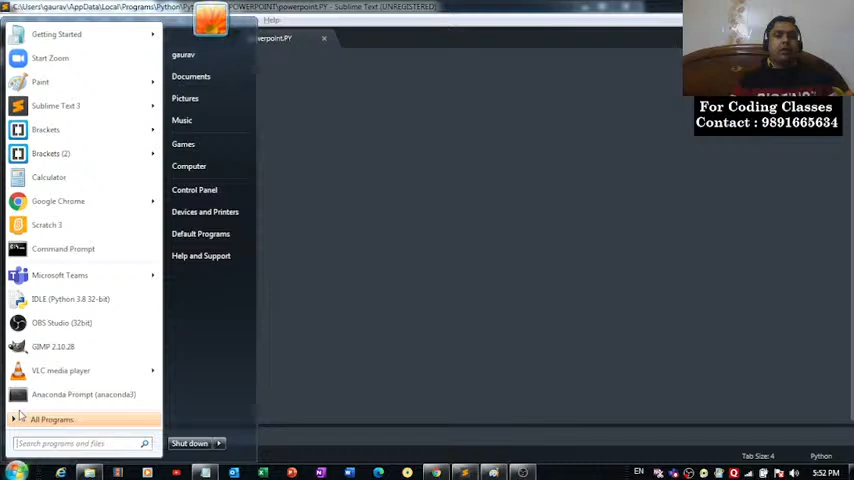 C:\Users\gaurav\AppData\Local\Programs\Python\Py
POWERPOINT\powerpoint.PY - Sublime Text (UNREGISTERED)
Help
werpoint.PY
Getting Started
Start Zoom
Paint
Sublime Text 3
Brackets
Brackets (2)
Calculator
Google Chrome
Scratch 3
Command Prompt
Microsoft Teams
IDLE (Python 3.8 32-bit)
OBS Studio (32bit)
GIMP 2.10.28
VLC media player
Anaconda Prompt (anaconda3)
All Programs
Search programs and files
gaurav
Documents
Pictures
Music
Games
Computer
Control Panel
Devices and Printers
Default Programs
Help and Support
Shut down
For Coding Classes
Contact : 9891665634
Tab Size: 4
Python
EN
5:52 PM